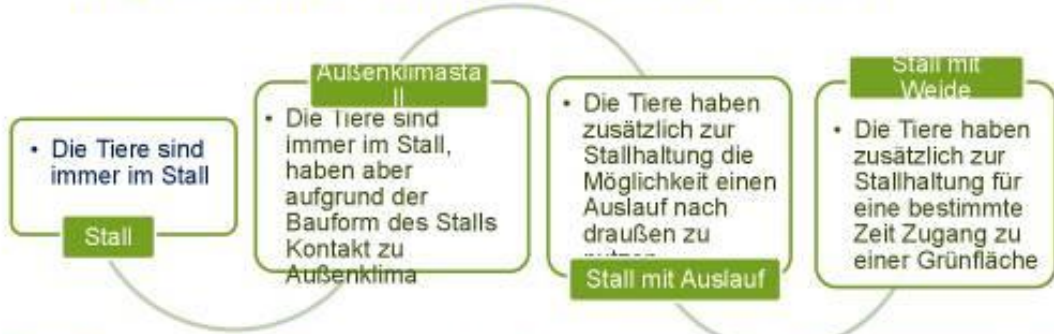 • Die Tiere sind
immer im Stall
Stall
Außenklimasta
ll
• Die Tiere sind
immer im Stall,
haben aber
aufgrund der
Bauform des Stalls
Kontakt zu
Außenklima
• Die Tiere haben
zusätzlich zur
Stallhaltung die
Möglichkeit einen
Auslauf nach
draußen zu
nutzen
Stall mit Auslauf
Stall mit
Weide
• Die Tiere haben
zusätzlich zur
Stallhaltung für
eine bestimmte
Zeit Zugang zu
einer Grünfläche